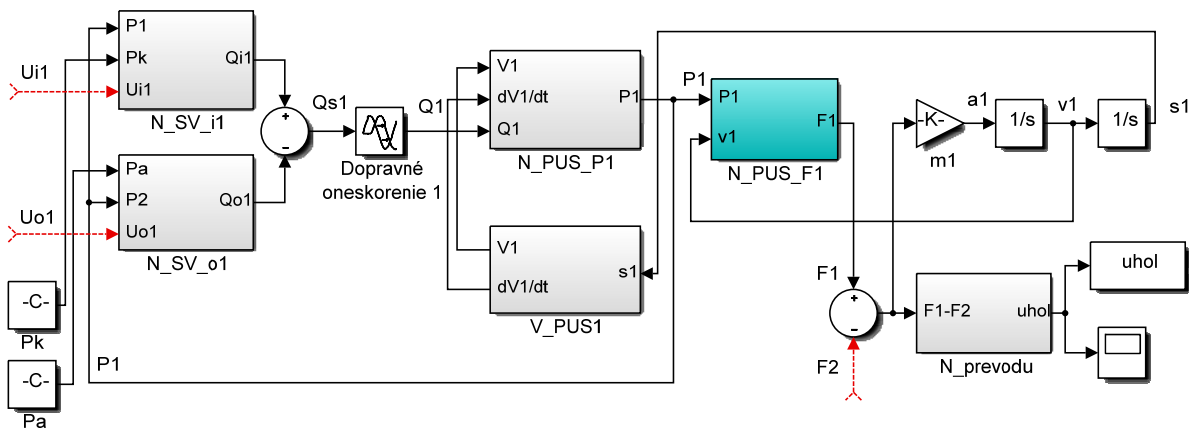 P1
Pk
Ui1
Qi1
N_SV_i1
Ui1
Pa
P2
Uo1
Qo1
N_SV_o1
Uo1
+
-
Qs1
Dopravné
oneskorenie 1
Q1
V1
dV1/dt
Q1
P1
N_PUS_P1
V1
dV1/dt
s1
V_PUS1
P1
P1
v1
F1
N_PUS_F1
-K-
m1
a1
1/s
v1
1/s
s1
F1
+
-
F2
F1-F2
uhol
N_prevodu
uhol
-C-
Pk
-C-
Pa
P1